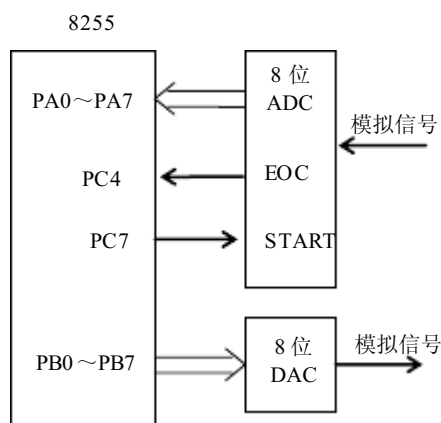 8255
PA0～PA7
8 位
ADC
模拟信号
PC4
EOC
PC7
START
PB0～PB7
8 位
DAC
模拟信号